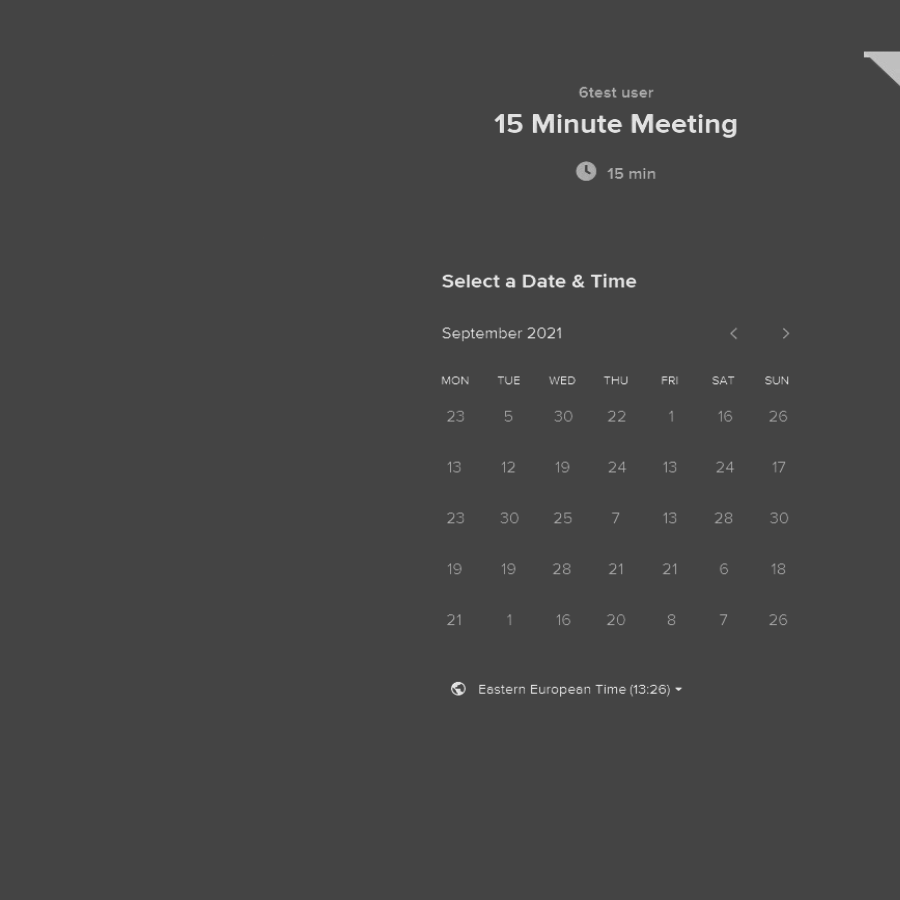 6test user
15 Minute Meeting
15 min
Select a Date & Time
September 2021
MON TUE WED THU FRI SAT SUN
23 5 30 22 1 16 26
13 12 19 24 13 24 17
23 30 25 7 13 28 30
19 19 28 21 21 6 18
21 1 16 20 8 7 26
Eastern European Time (13:26)